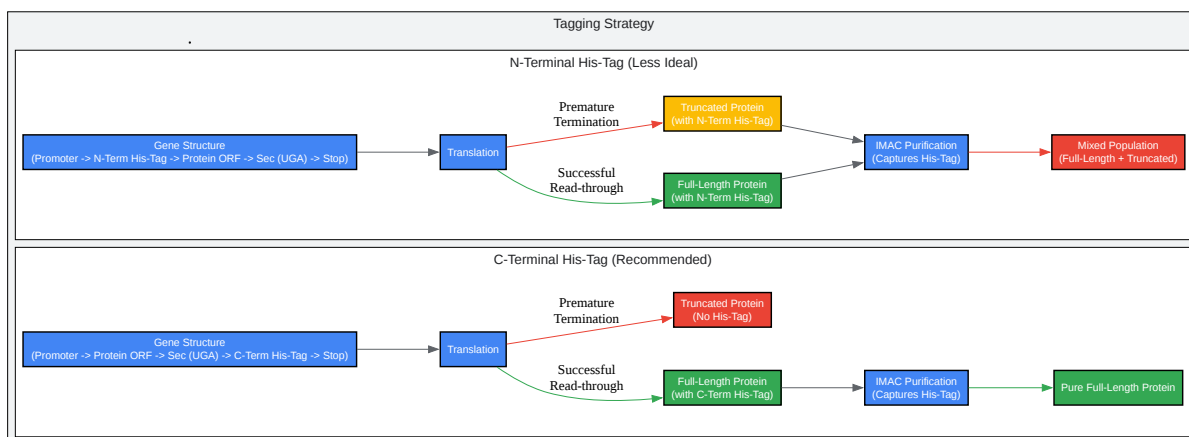 Tagging Strategy
N-Terminal His-Tag (Less Ideal)
Gene Structure
(Promoter -> N-Term His-Tag -> Protein ORF -> Sec (UGA) -> Stop)
Translation
Premature
Termination
Successful
Read-through
Truncated Protein
(with N-Term His-Tag)
Full-Length Protein
(with N-Term His-Tag)
IMAC Purification
(Captures His-Tag)
Mixed Population
(Full-Length + Truncated)
C-Terminal His-Tag (Recommended)
Gene Structure
(Promoter -> Protein ORF -> Sec (UGA) -> C-Term His-Tag -> Stop)
Translation
Premature
Termination
Successful
Read-through
Truncated Protein
(No His-Tag)
Full-Length Protein
(with C-Term His-Tag)
IMAC Purification
(Captures His-Tag)
Pure Full-Length Protein